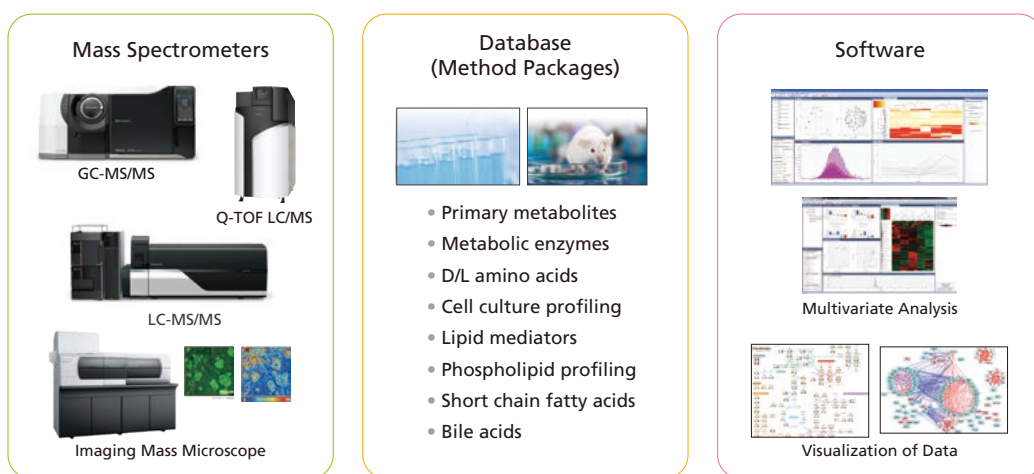 Mass Spectrometers
GC-MS/MS
Q-TOF LC/MS
LC-MS/MS
Imaging Mass Microscope
Database
(Method Packages)
• Primary metabolites
• Metabolic enzymes
• D/L amino acids
• Cell culture profiling
• Lipid mediators
• Phospholipid profiling
• Short chain fatty acids
• Bile acids
Software
Multivariate Analysis
Visualization of Data